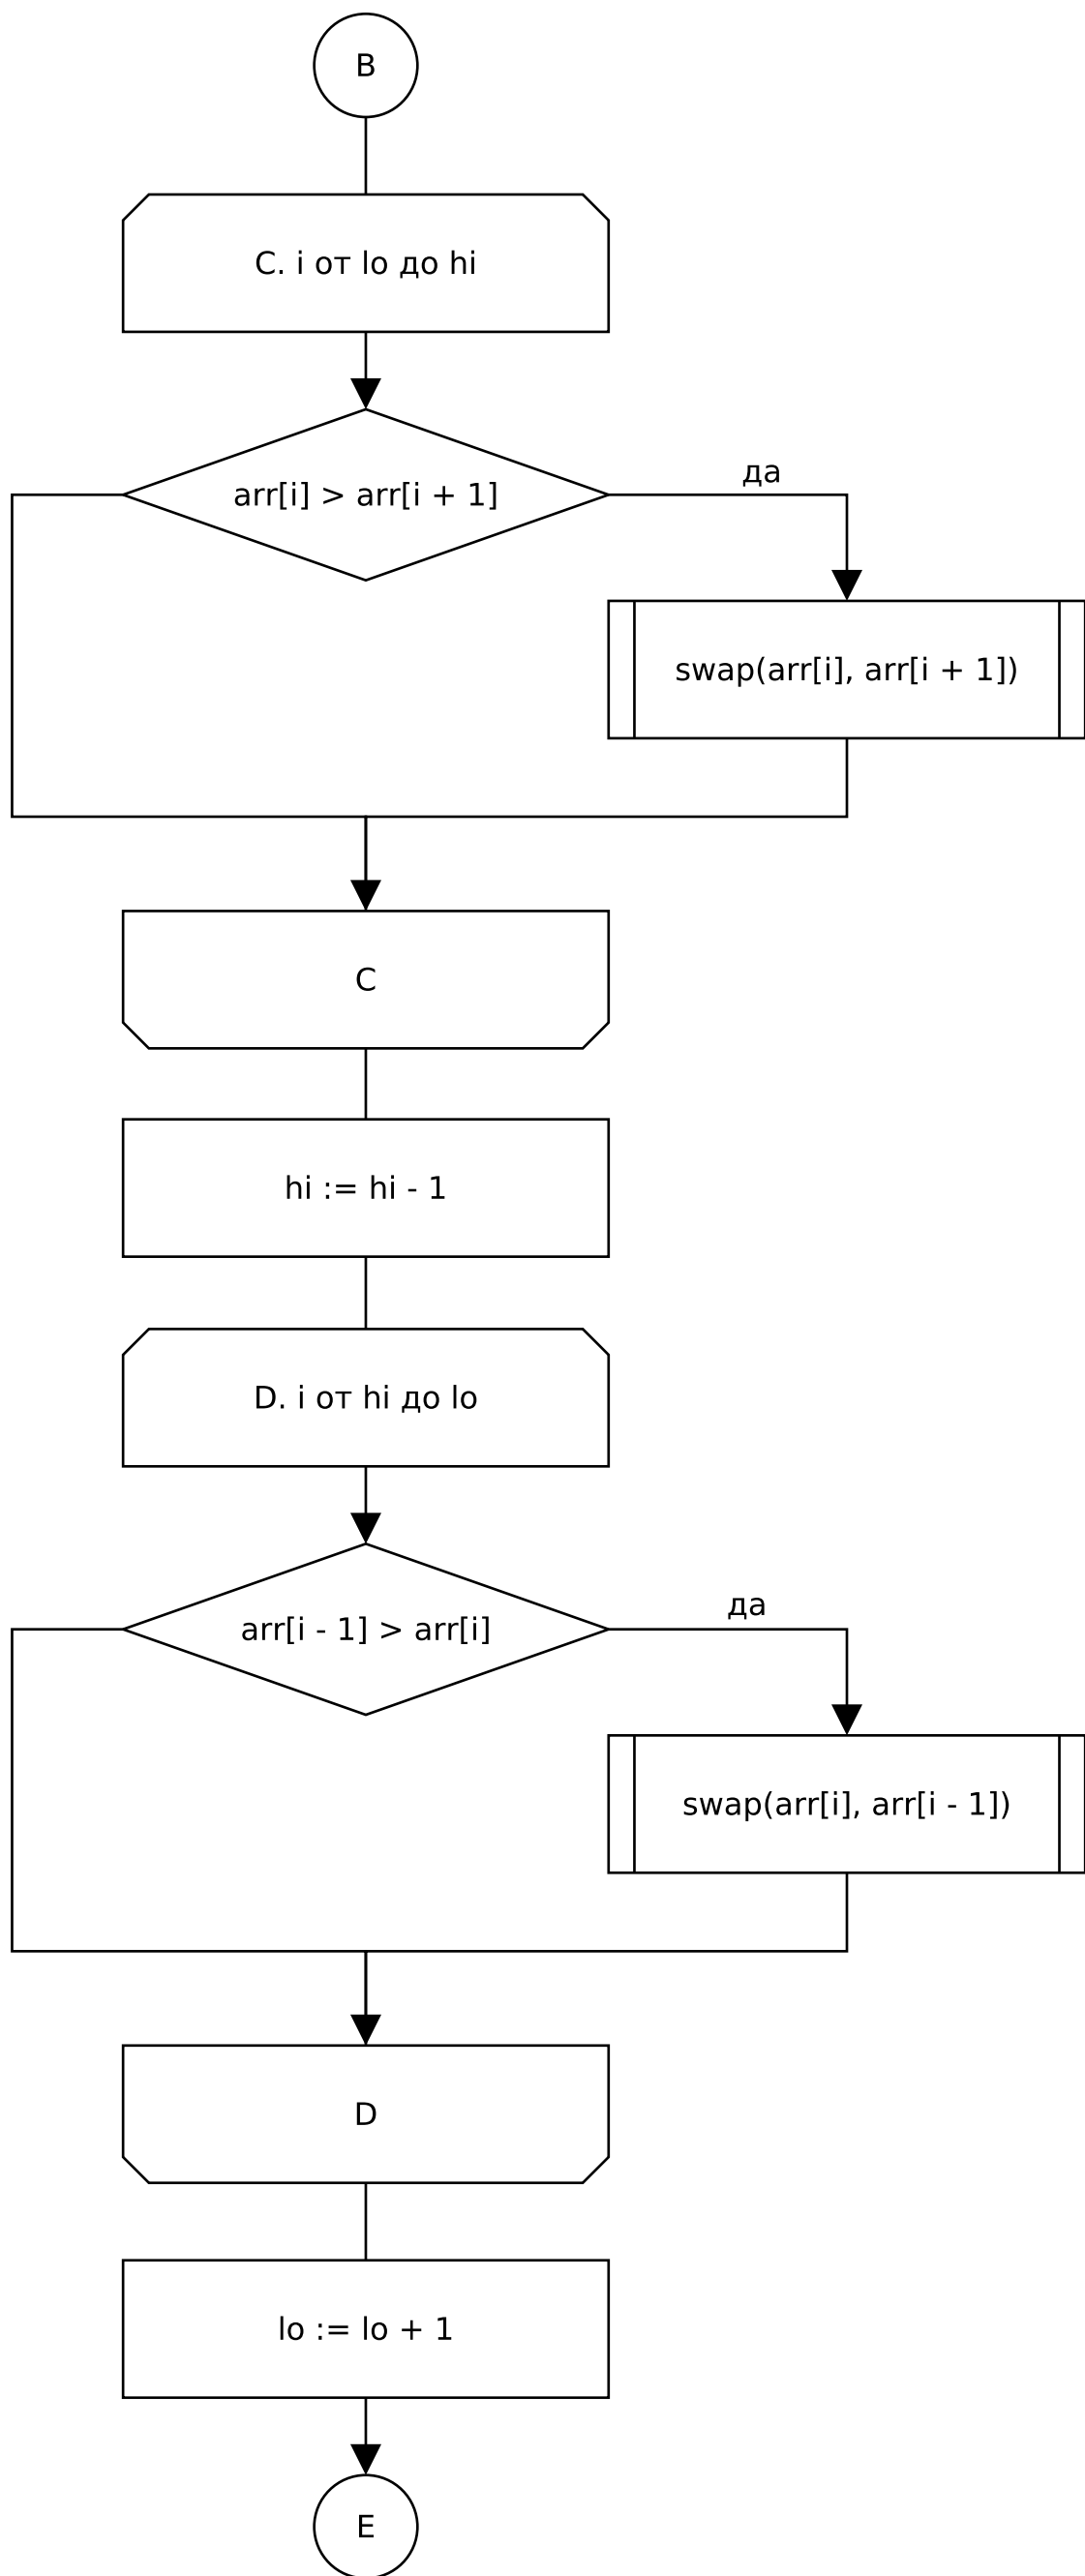 B
C. i от lo до hi
arr[i] > arr[i + 1]
да
swap(arr[i], arr[i + 1])
C
hi := hi - 1
D. i от hi до lo
arr[i - 1] > arr[i]
да
swap(arr[i], arr[i - 1])
D
lo := lo + 1
E